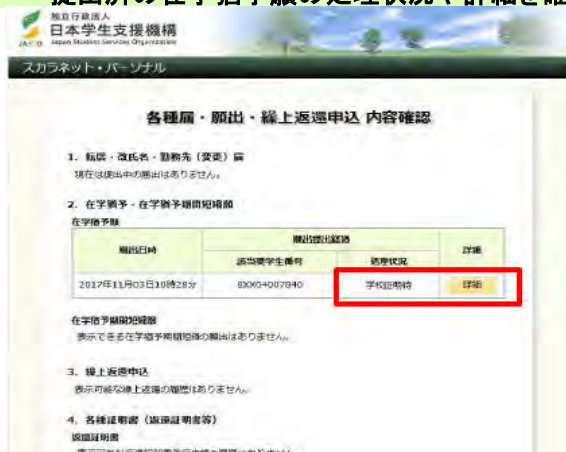 提出所の在学猶予願の処理状況や詳細を確
独立行政法人
日本学生支援機構
JASSO Japan Student Services Organization
スカラネット・パーソナル
各種届・願出・繰上返還申込 内容確認
1. 転居・改氏名・勤務先（変更）届
現在は提出中の届出はありません。
2. 在学猶予・在学猶予期間短縮願
在学猶予願
願出日時 願出提出経路 詳細
該当奨学生番号 処理状況
2017年11月03日10時28分 8XX04007840 学校証明待 詳細
在学猶予期間短縮願
表示できる在学猶予期間短縮の願出はありません。
3. 繰上返還申込
表示可能な繰上返還の履歴はありません。
4. 各種証明書（返還証明書等）
返還証明書